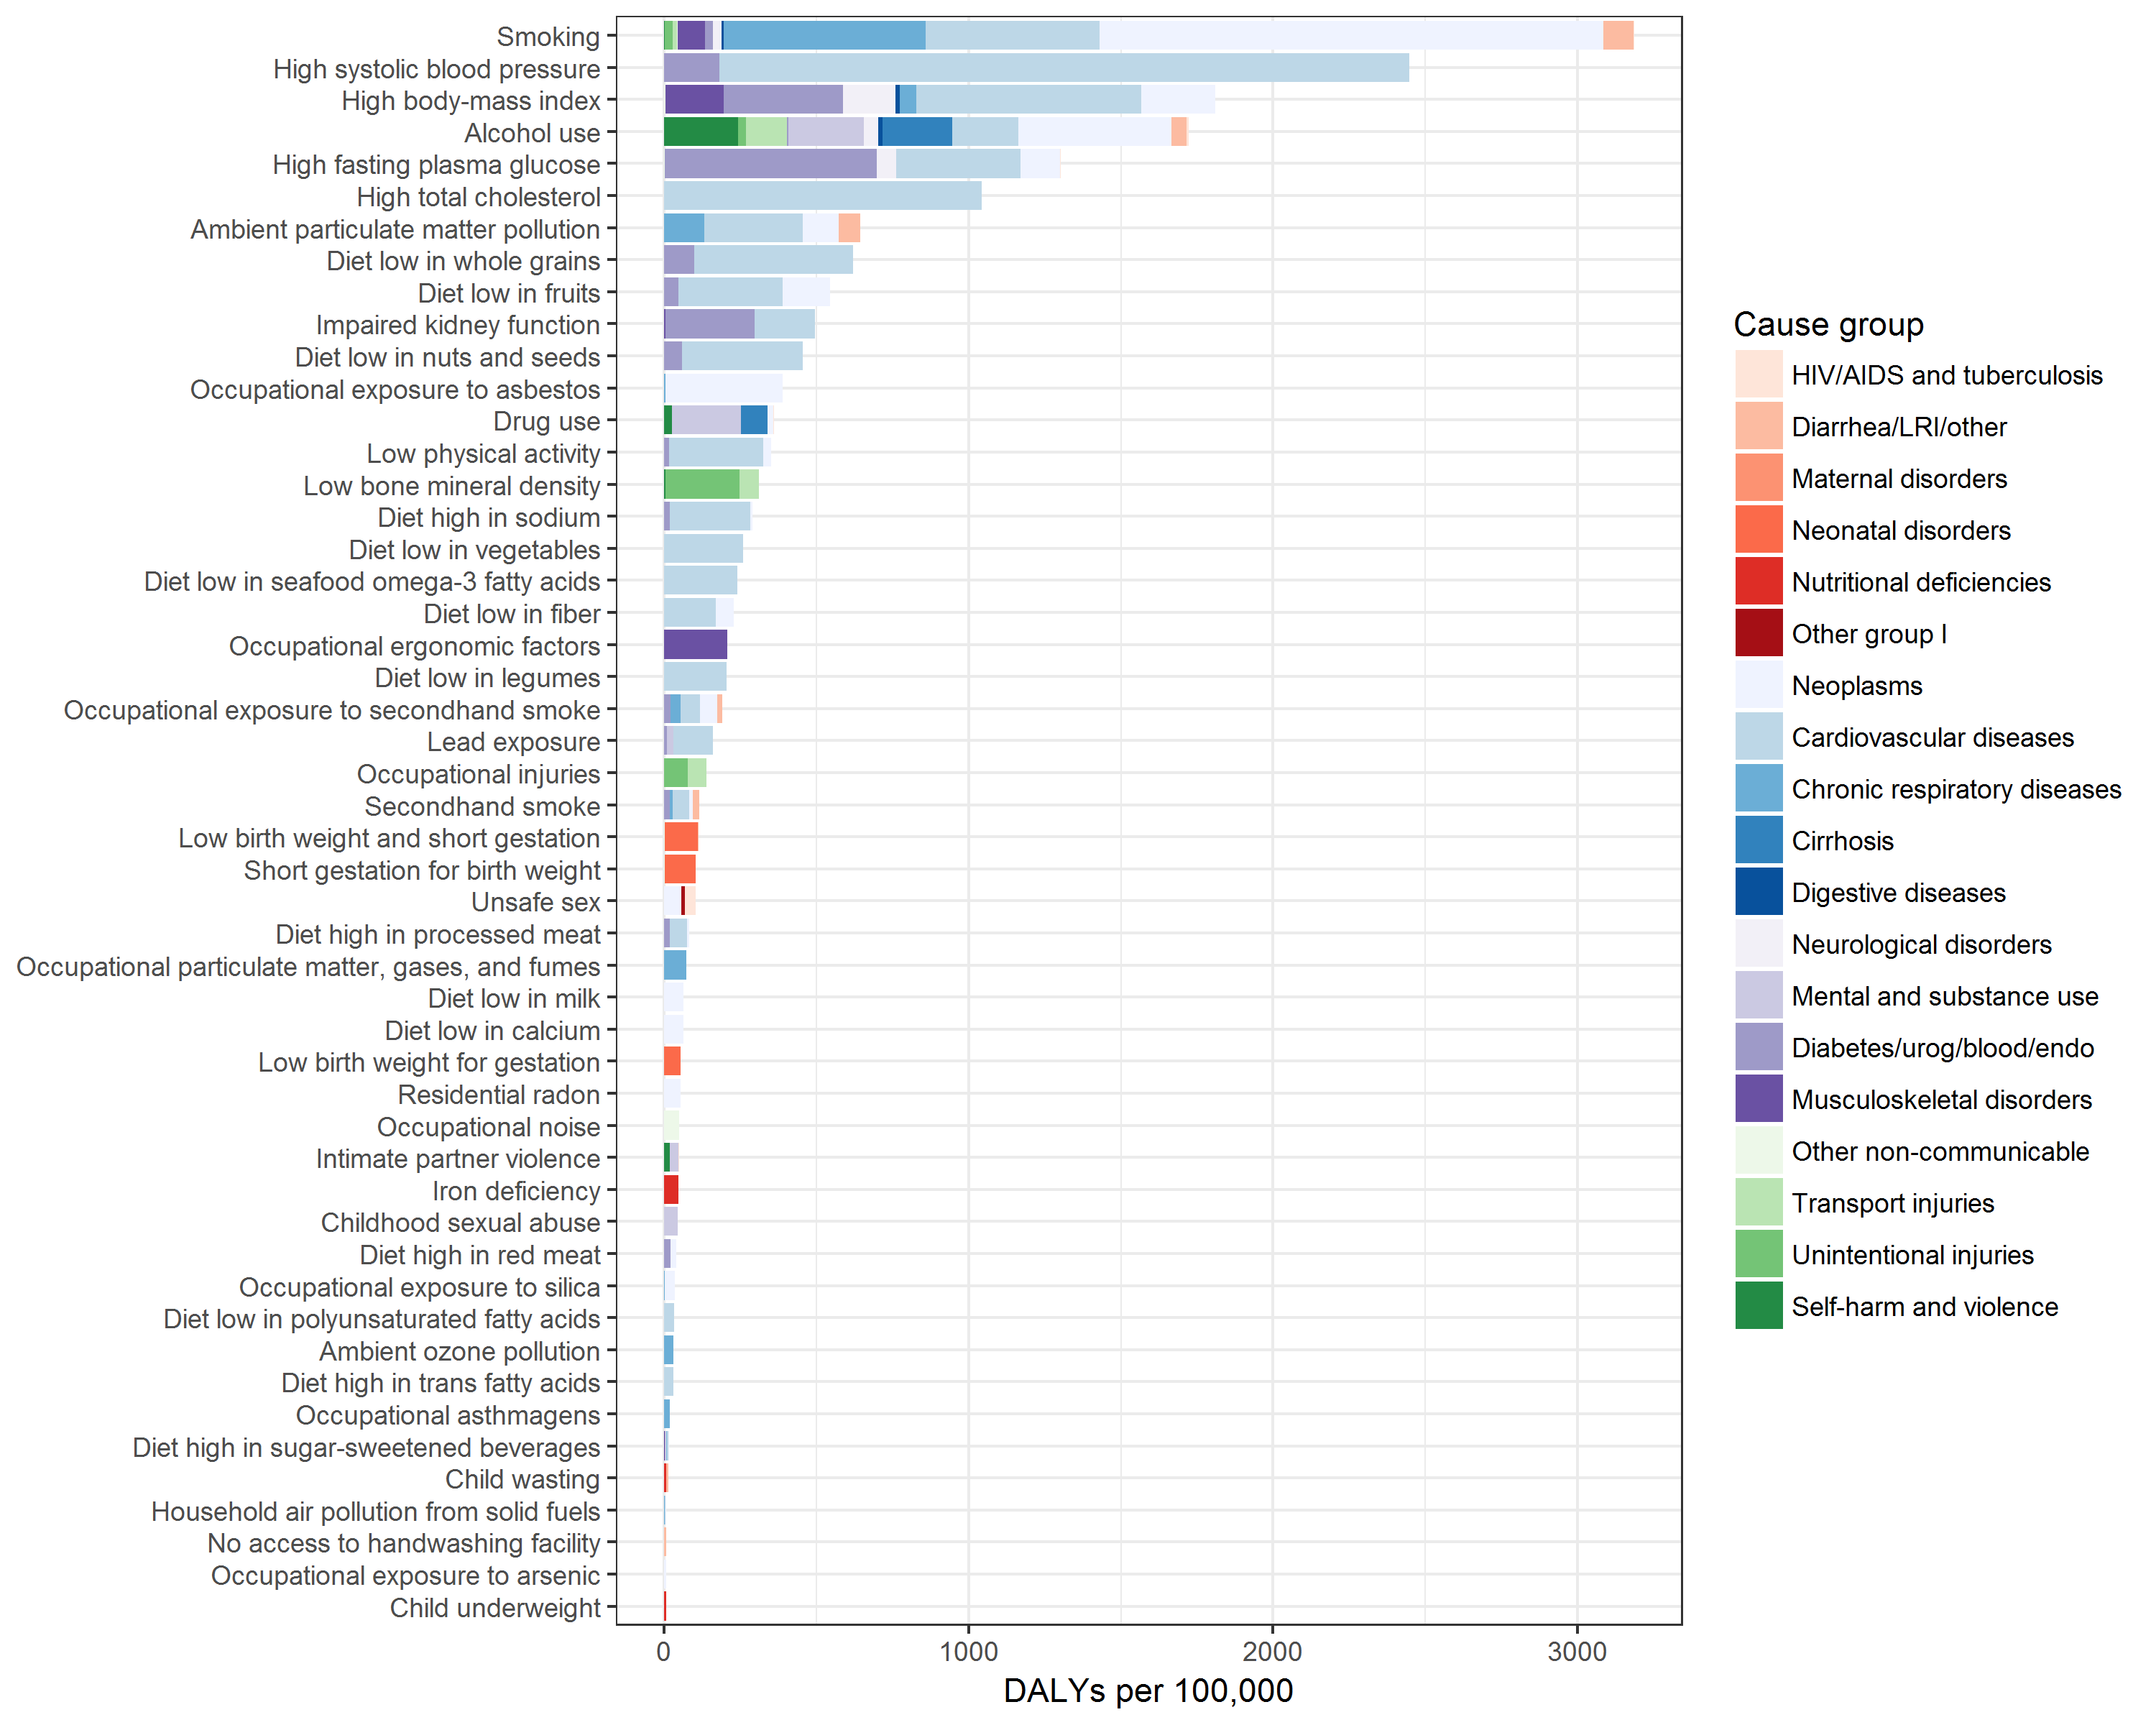 Smoking
High systolic blood pressure
High body-mass index
Alcohol use
High fasting plasma glucose
High total cholesterol
Ambient particulate matter pollution
Diet low in whole grains
Diet low in fruits
Impaired kidney function
Diet low in nuts and seeds
Occupational exposure to asbestos
Drug use
Low physical activity
Low bone mineral density
Diet high in sodium
Diet low in vegetables
Diet low in seafood omega-3 fatty acids
Diet low in fiber
Occupational ergonomic factors
Diet low in legumes
Occupational exposure to secondhand smoke
Lead exposure
Occupational injuries
Secondhand smoke
Low birth weight and short gestation
Short gestation for birth weight
Unsafe sex
Diet high in processed meat
Occupational particulate matter, gases, and fumes
Diet low in milk
Diet low in calcium
Low birth weight for gestation
Residential radon
Occupational noise
Intimate partner violence
Iron deficiency
Childhood sexual abuse
Diet high in red meat
Occupational exposure to silica
Diet low in polyunsaturated fatty acids
Ambient ozone pollution
Diet high in trans fatty acids
Occupational asthmagens
Diet high in sugar-sweetened beverages
Child wasting
Household air pollution from solid fuels
No access to handwashing facility
Occupational exposure to arsenic
Child underweight
0 1000 2000 3000
DALYs per 100,000
Cause group
HIV/AIDS and tuberculosis
Diarrhea/LRI/other
Maternal disorders
Neonatal disorders
Nutritional deficiencies
Other group I
Neoplasms
Cardiovascular diseases
Chronic respiratory diseases
Cirrhosis
Digestive diseases
Neurological disorders
Mental and substance use
Diabetes/urog/blood/endo
Musculoskeletal disorders
Other non-communicable
Transport injuries
Unintentional injuries
Self-harm and violence